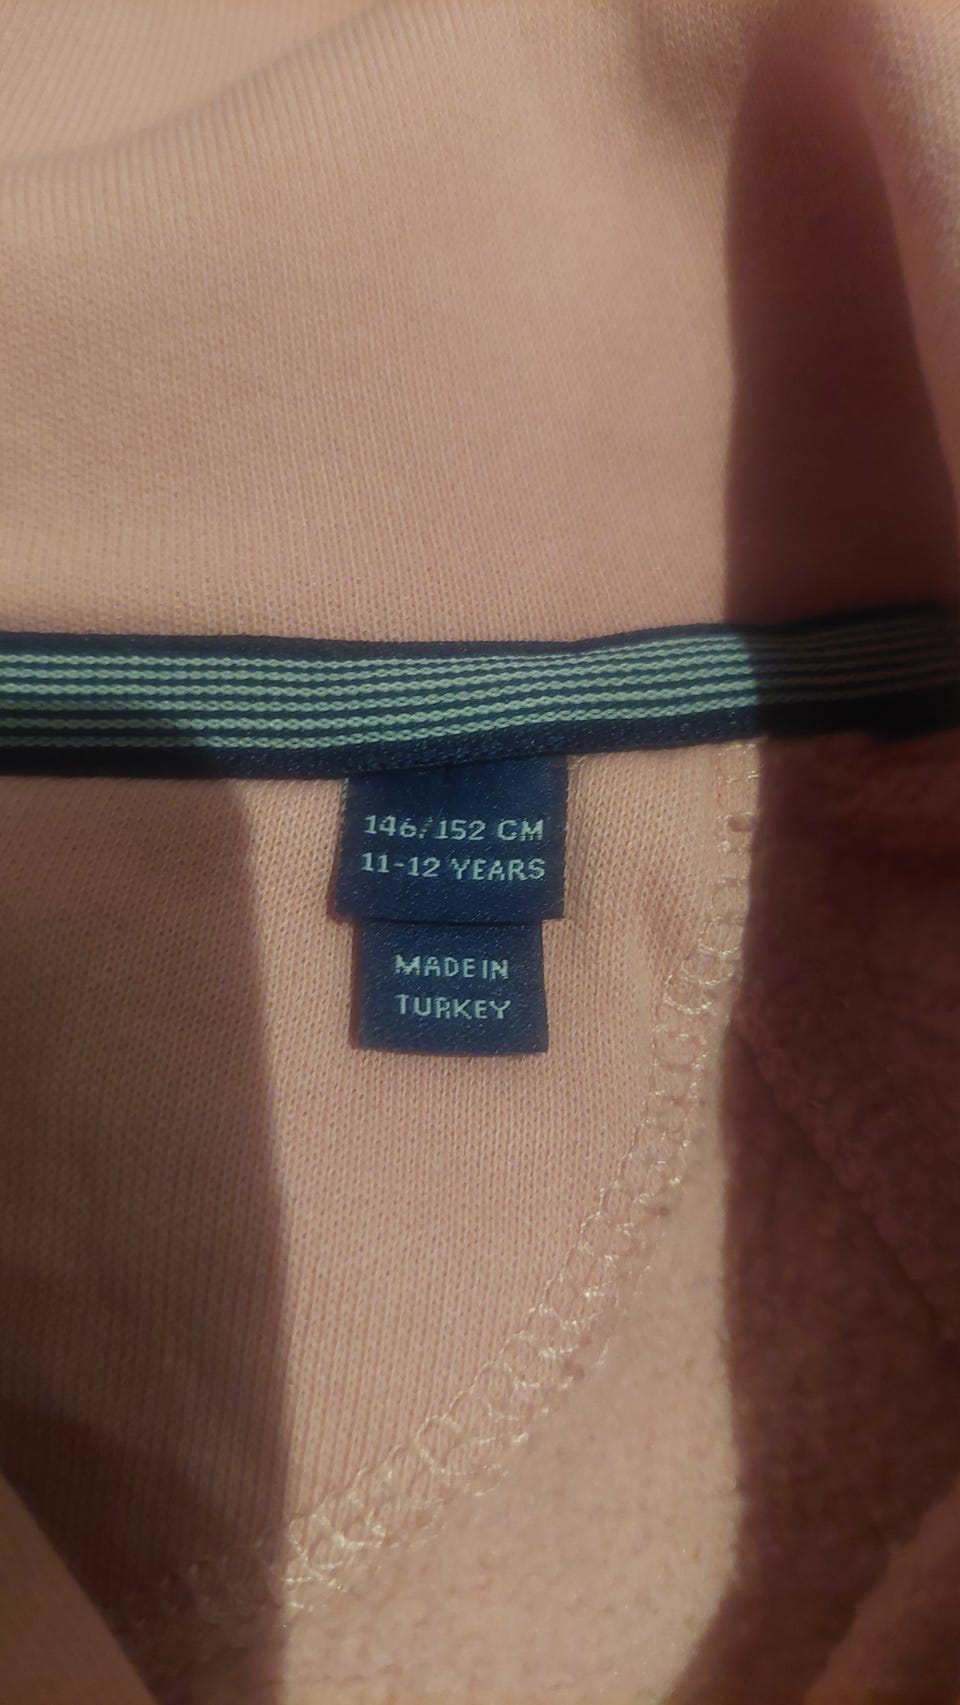 146/152 CM
11-12 YEARS
MADE IN
TURKEY